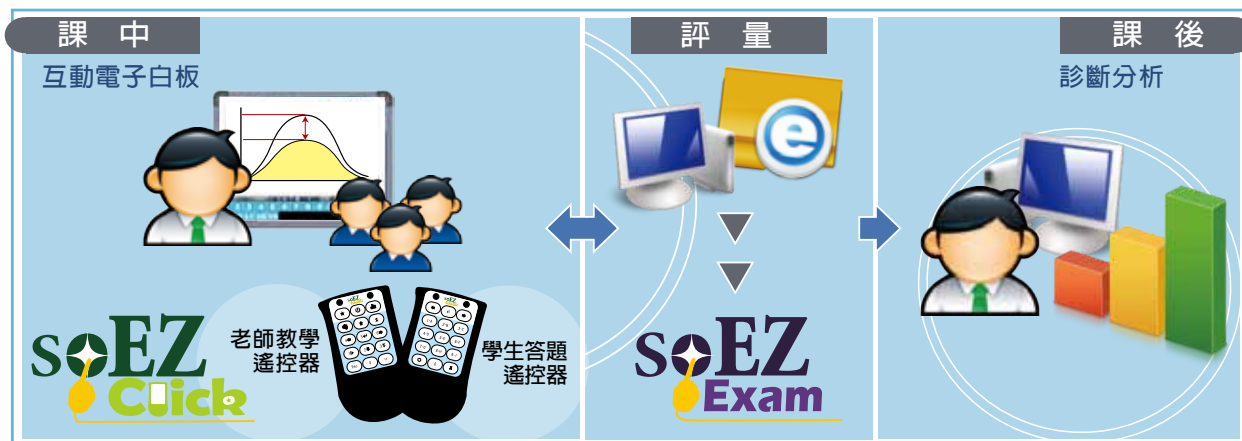 課 中
互動電子白板
soEZ
Click
老師教學
遙控器
學生答題
遙控器
評 量
e
soEZ
Exam
課 後
診斷分析